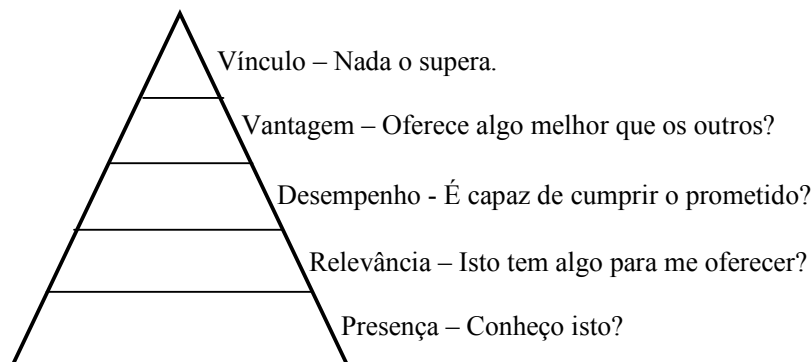 Vínculo – Nada o supera.
Vantagem – Oferece algo melhor que os outros?
Desempenho - É capaz de cumprir o prometido?
Relevância – Isto tem algo para me oferecer?
Presença – Conheço isto?